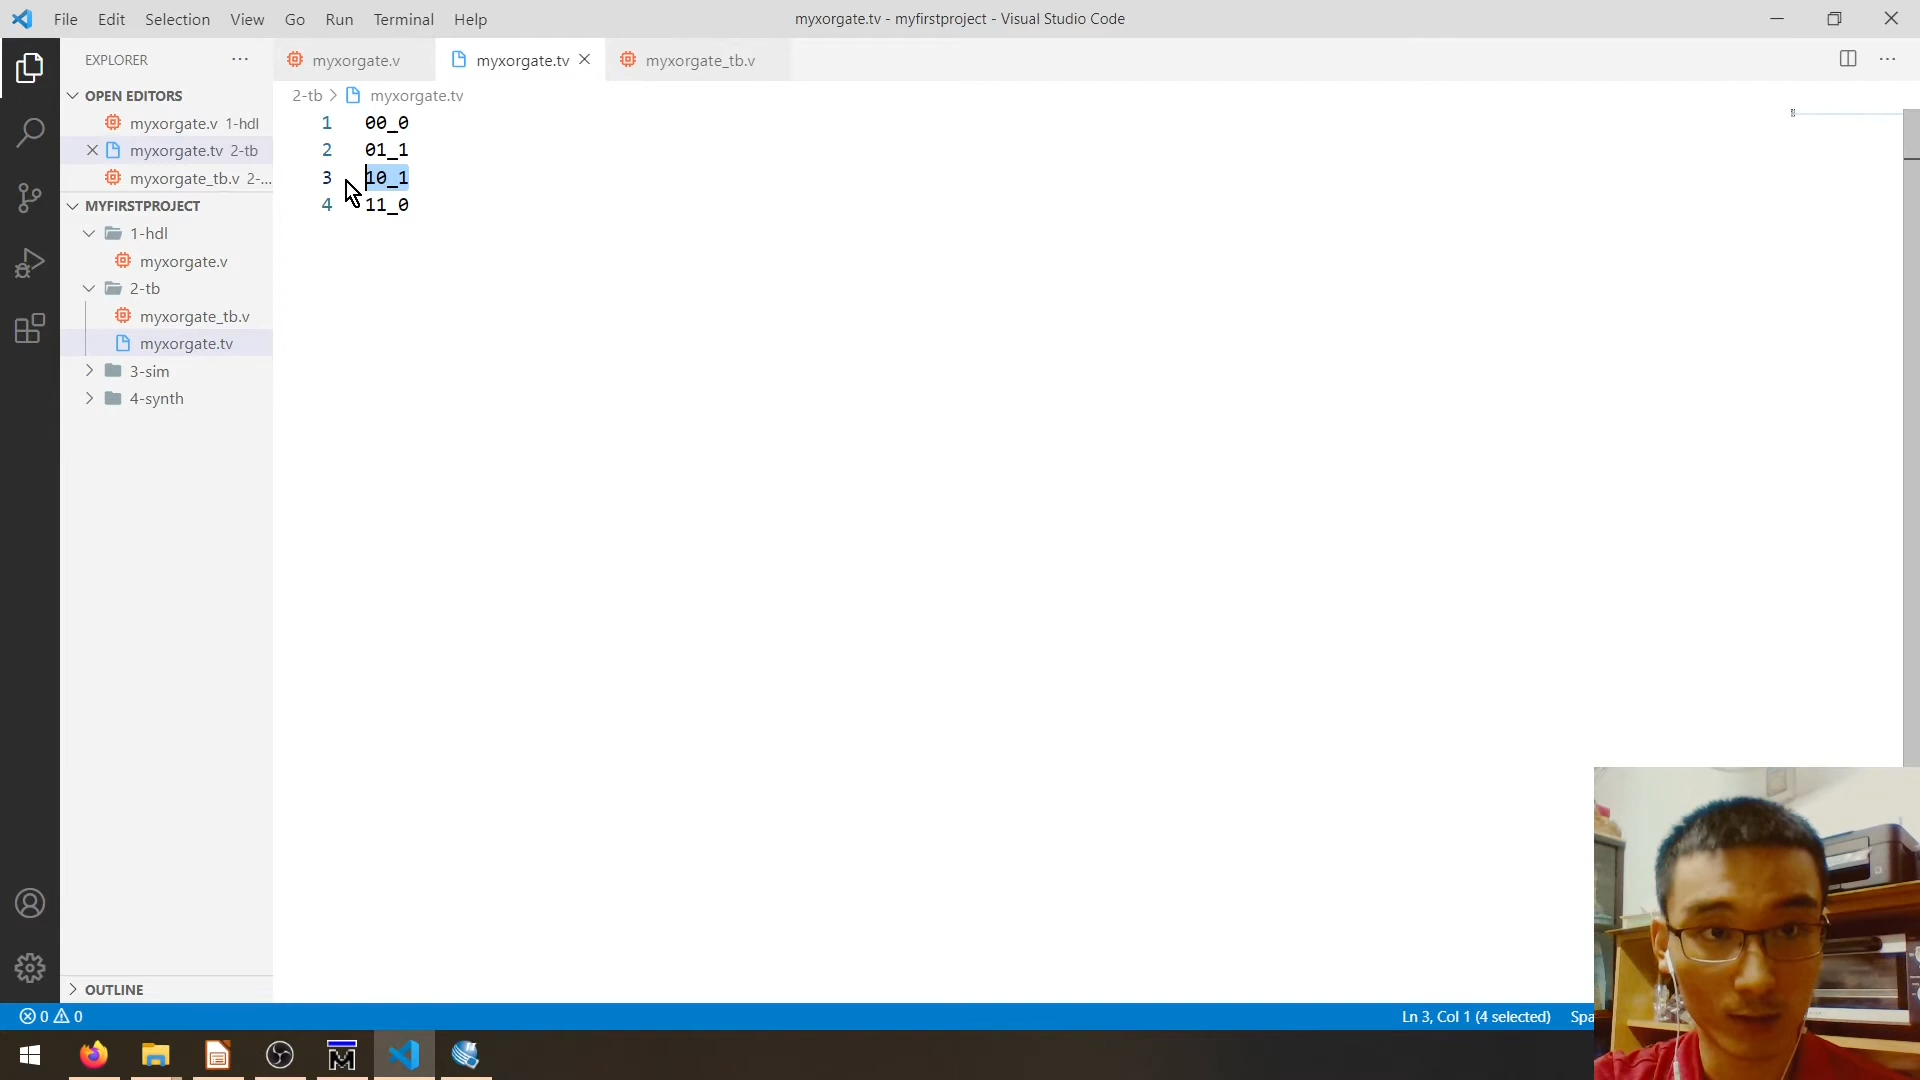 File Edit Selection View Go Run Terminal Help
myxorgate.tv - myfirstproject - Visual Studio Code
EXPLORER
myxorgate.v
myxorgate.tv
myxorgate_tb.v
OPEN EDITORS
myxorgate.v 1-hdl
myxorgate.tv 2-tb
myxorgate_tb.v 2-...
MYFIRSTPROJECT
1-hdl
myxorgate.v
2-tb
myxorgate_tb.v
myxorgate.tv
3-sim
4-synth
OUTLINE
2-tb > myxorgate.tv
1 00_0
2 01_1
3 10_1
4 11_0
0 0
Ln 3, Col 1 (4 selected) Spa